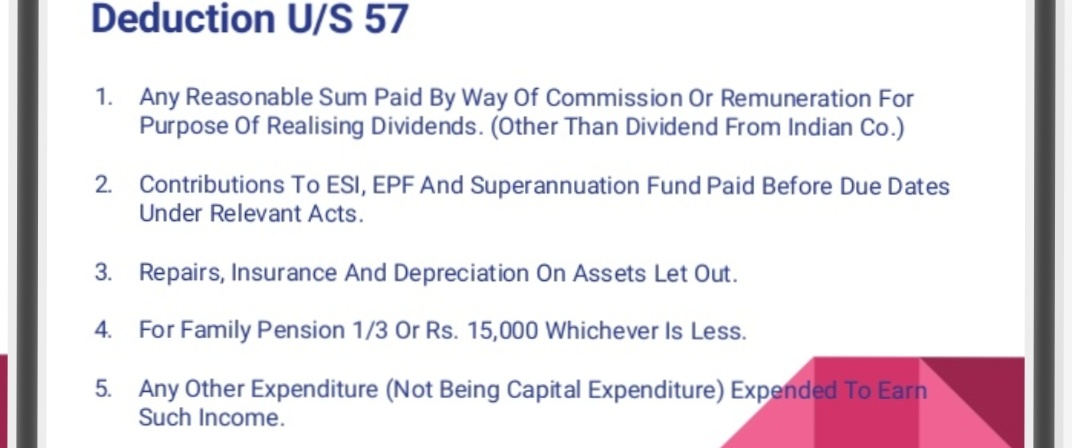 Deduction U/S 57
1. Any Reasonable Sum Paid By Way Of Commission Or Remuneration For
Purpose Of Realising Dividends. (Other Than Dividend From Indian Co.)
2. Contributions To ESI, EPF And Superannuation Fund Paid Before Due Dates
Under Relevant Acts.
3. Repairs, Insurance And Depreciation On Assets Let Out.
4. For Family Pension 1/3 Or Rs. 15,000 Whichever Is Less.
5. Any Other Expenditure (Not Being Capital Expenditure) Expended To Earn
Such Income.